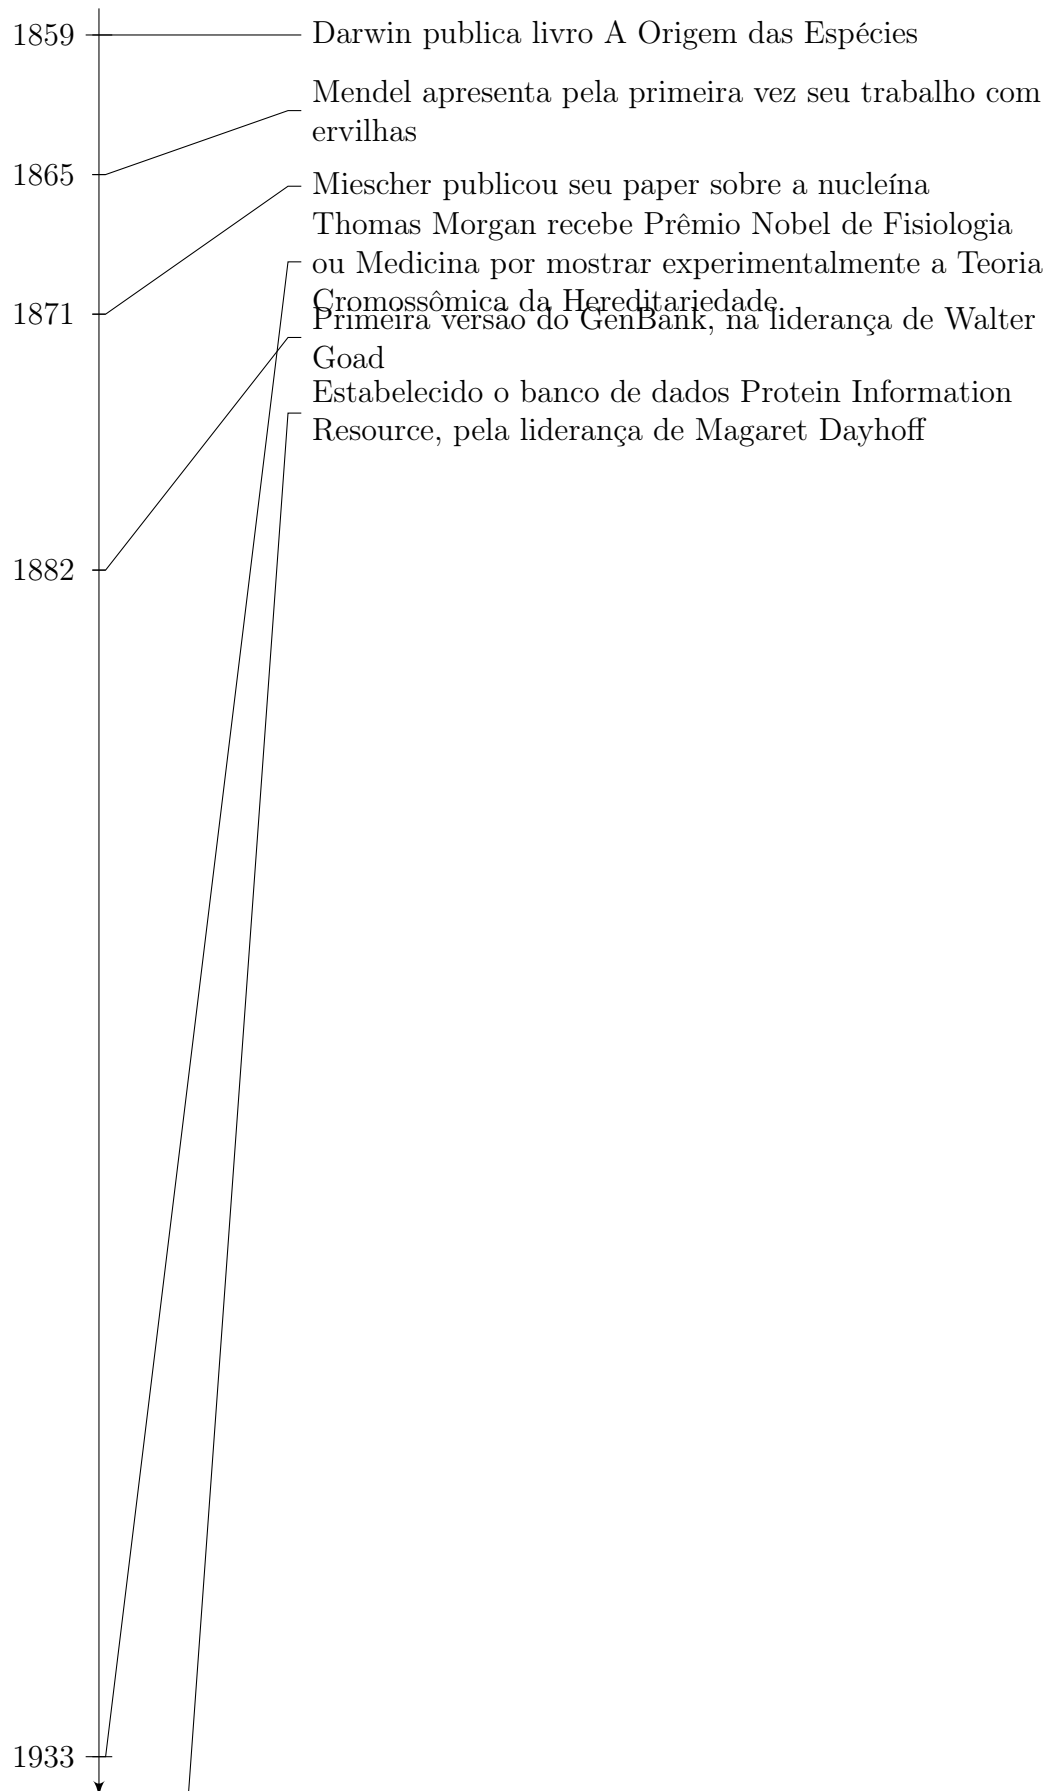 1859 Darwin publica livro A Origem das Espécies
Mendel apresenta pela primeira vez seu trabalho com
ervilhas
1865
Miescher publicou seu paper sobre a nucleína
Thomas Morgan recebe Prêmio Nobel de Fisiologia
ou Medicina por mostrar experimentalmente a Teoria
Cromossômica da Hereditariedade
1871
Primeira versão do GenBank, na liderança de Walter
Goad
Estabelecido o banco de dados Protein Information
Resource, pela liderança de Magaret Dayhoff
1882
1933